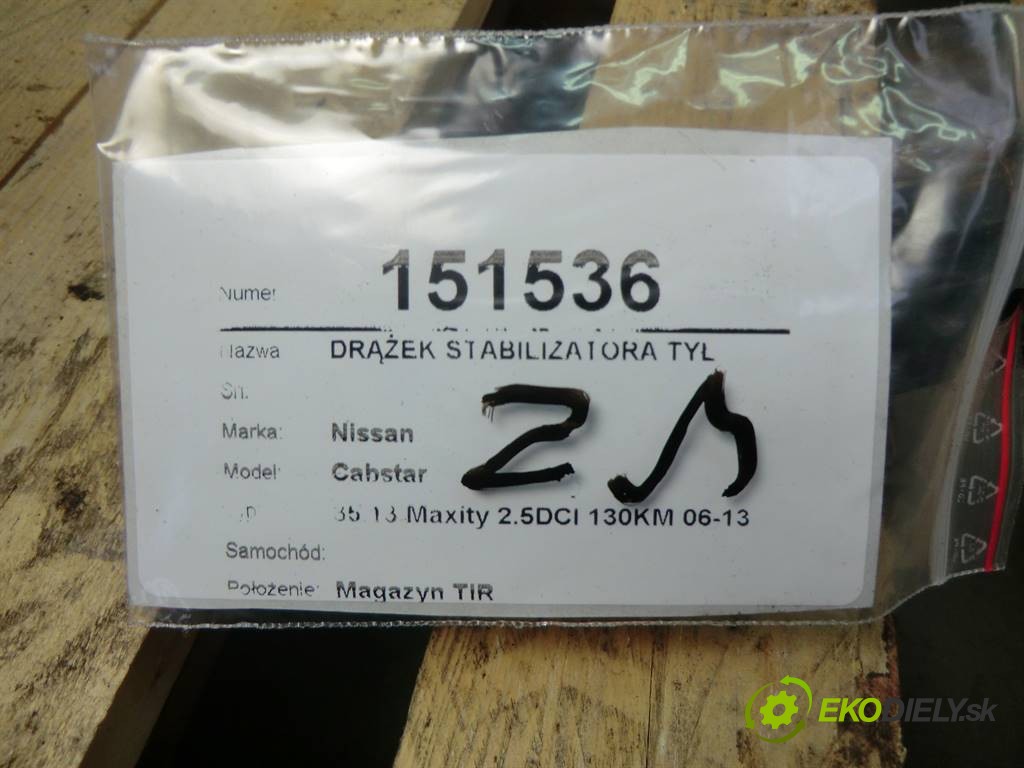 Numer 151536
Nazwa DRĄŻEK STABILIZATORA TYŁ
Sn:
Marka: Nissan
Model: Cabstar
35.13 Maxity 2.5DCI 130KM 06-13
Samochód:
Położenie: Magazyn TIR
EKODIELY.sk